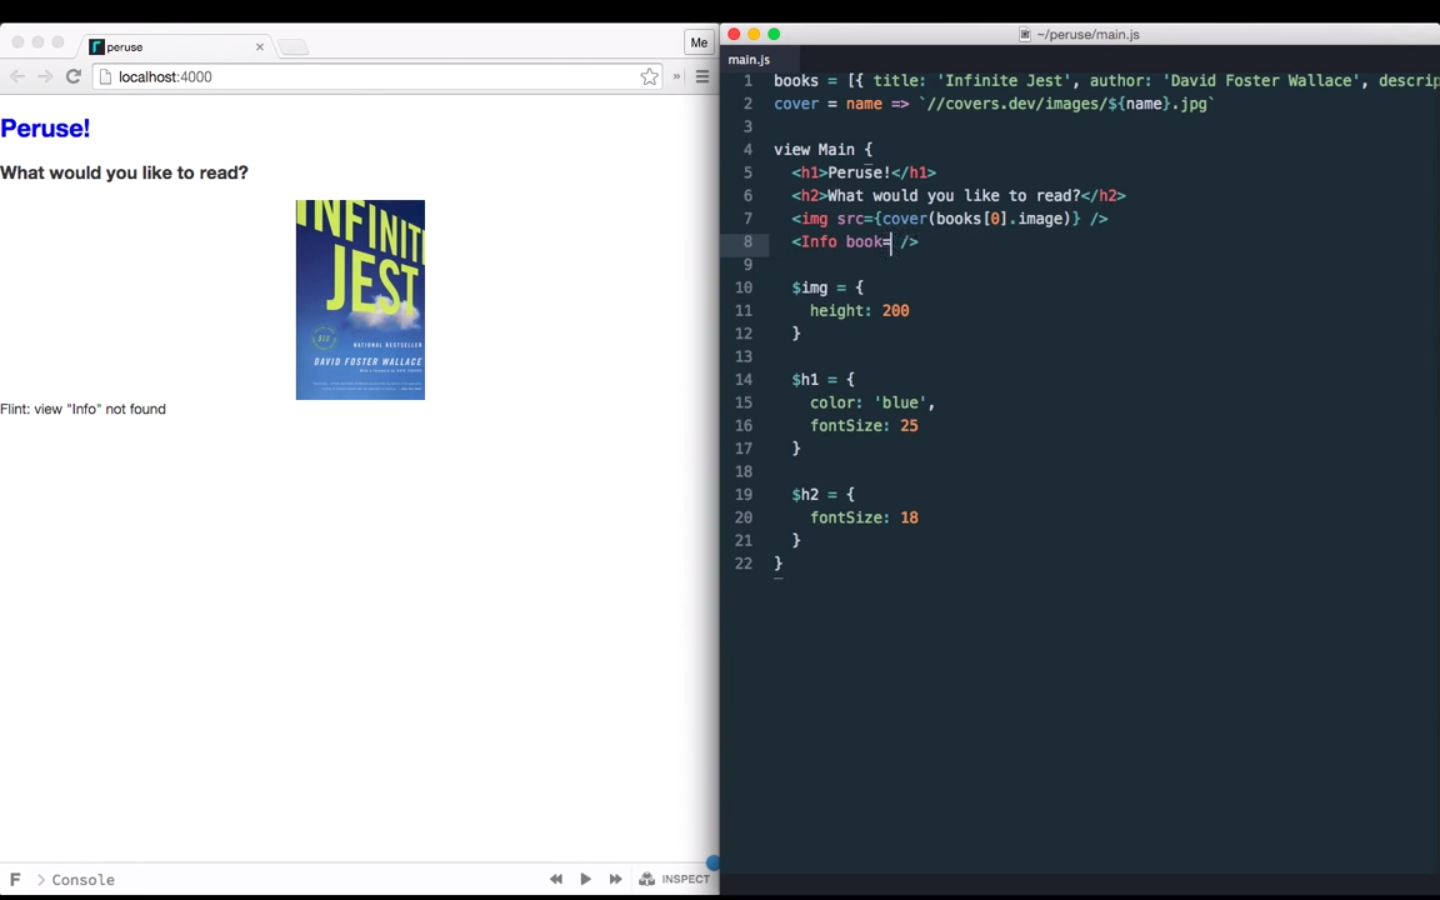 peruse
Me
localhost:4000
Peruse!
What would you like to read?
INFINIT
JEST
NATIONAL BESTSELLER
DAVID FOSTER WALLACE
Flint: view "Info" not found
F > Console
INSPECT
~/peruse/main.js
main.js
1 books = [{ title: 'Infinite Jest', author: 'David Foster Wallace', descrip
2 cover = name => `//covers.dev/images/${name}.jpg`
3
4 view Main {
5 <h1>Peruse!</h1>
6 <h2>What would you like to read?</h2>
7 <img src={cover(books[0].image)} />
8 <Info book= />
9
10 $img = {
11 height: 200
12 }
13
14 $h1 = {
15 color: 'blue',
16 fontSize: 25
17 }
18
19 $h2 = {
20 fontSize: 18
21 }
22 }